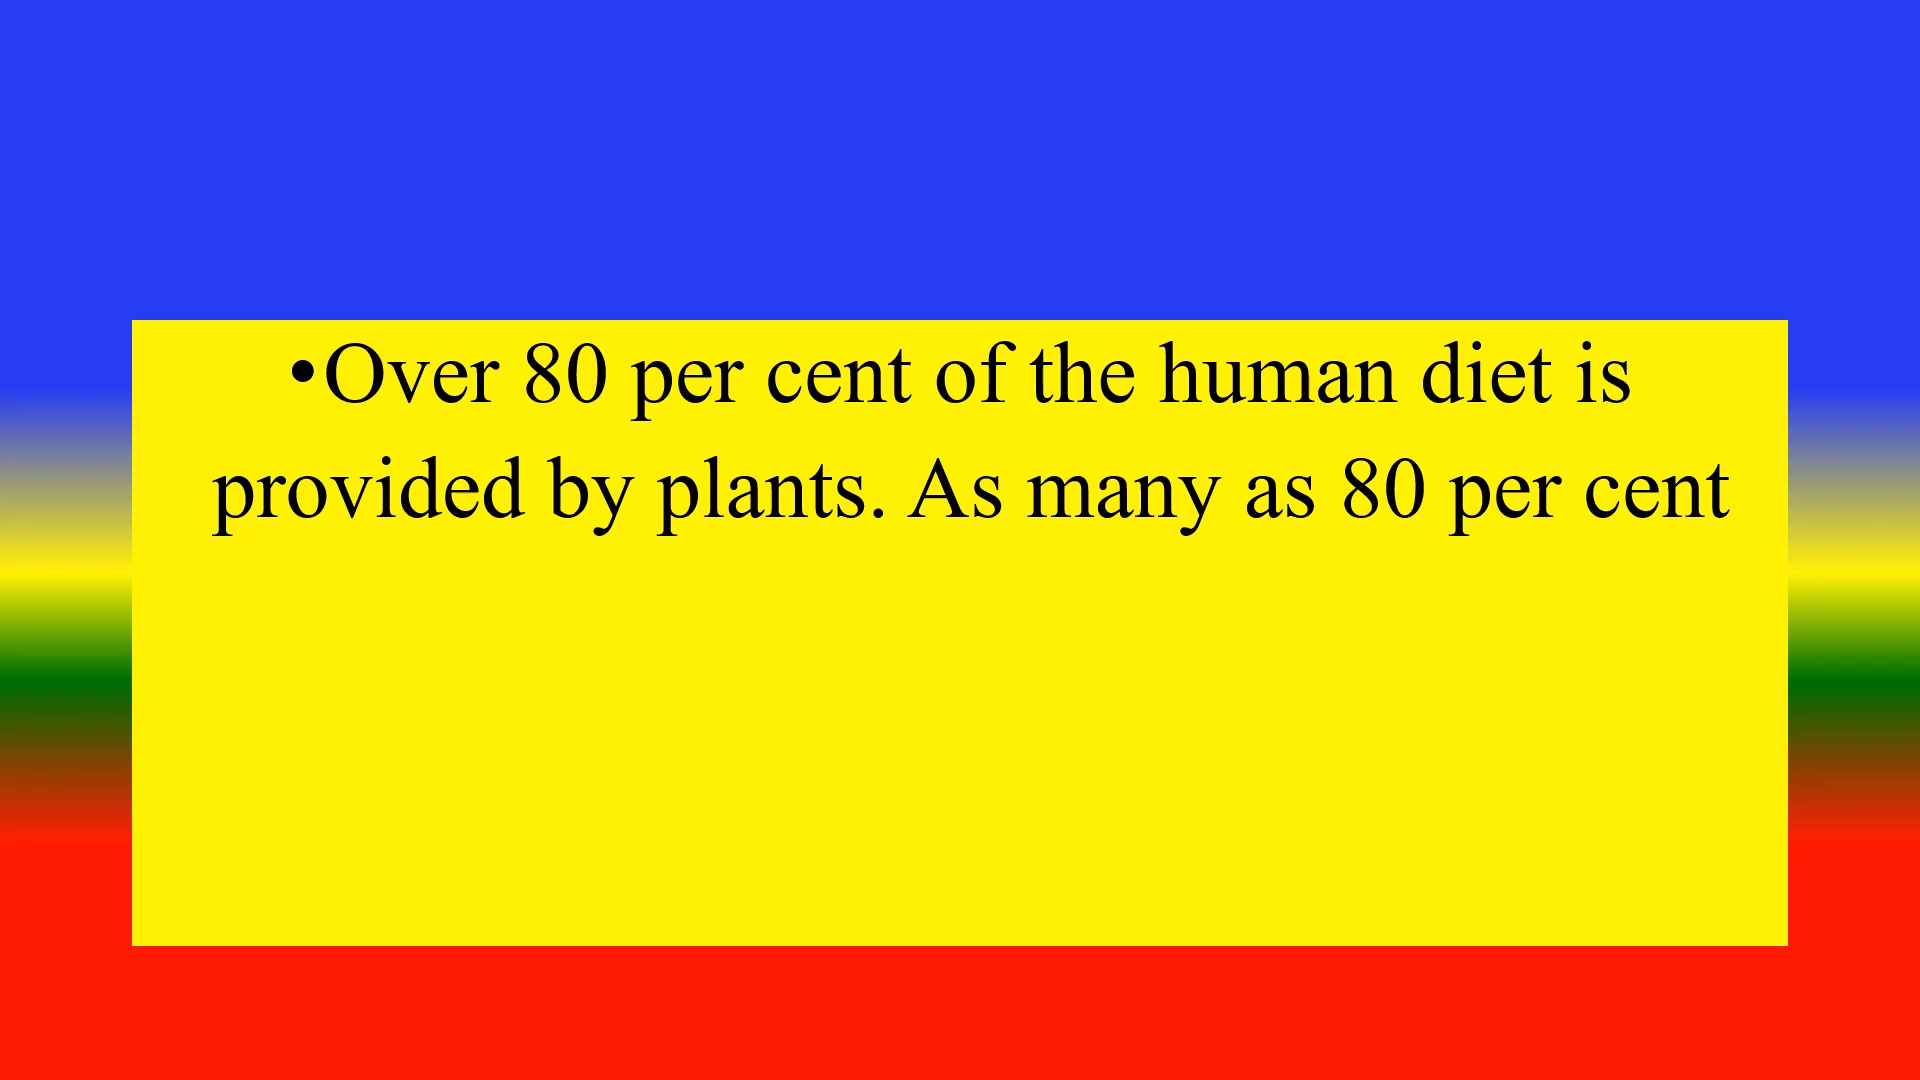 •Over 80 per cent of the human diet is
provided by plants. As many as 80 per cent